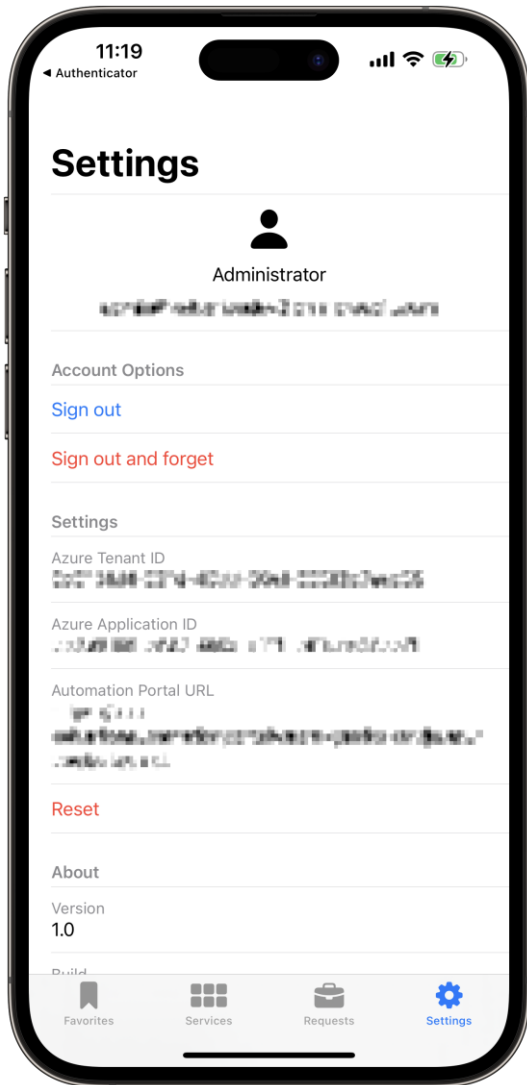 11:19
◀ Authenticator
Settings
Administrator
Account Options
Sign out
Sign out and forget
Settings
Azure Tenant ID
Azure Application ID
Automation Portal URL
Reset
About
Version
1.0
Build
Favorites
Services
Requests
Settings